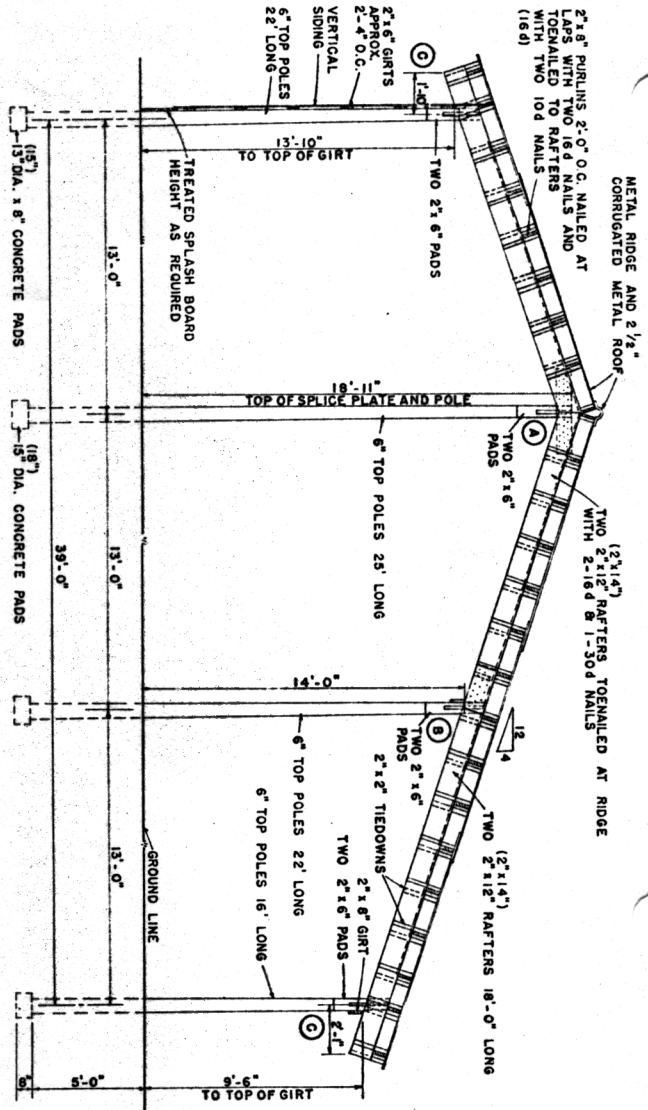 METAL RIDGE AND 2 1/2"
CORRUGATED METAL ROOF
2"x8" PURLINS 2'-0" O.C. NAILED AT
LAPS WITH TWO 16d NAILS AND
TOENAILED TO RAFTERS
WITH TWO 10d NAILS
(16d)
(2"x14")
TWO 2"x12" RAFTERS TOENAILED AT RIDGE
WITH 2-16d & 1-30d NAILS
12
4
(2"x14")
TWO 2"x12" RAFTERS 18'-0" LONG
C
1'-10"
2"x6" GIRTS
APPROX.
2'-4" O.C.
VERTICAL
SIDING
6" TOP POLES
22' LONG
TWO 2"x6" PADS
13'-10"
TO TOP OF GIRT
TREATED SPLASH BOARD
HEIGHT AS REQUIRED
A
TWO 2"x6"
PADS
18'-11"
TOP OF SPLICE PLATE AND POLE
6" TOP POLES 25' LONG
B
TWO 2"x6"
PADS
14'-0"
6" TOP POLES 22' LONG
2"x2" TIEDOWNS
2"x8" GIRT
TWO 2"x6" PADS
6" TOP POLES 16' LONG
C
2'-1"
9'-6"
TO TOP OF GIRT
GROUND LINE
5'-0"
8"
13'-0"
13'-0"
13'-0"
39'-0"
(15")
13" DIA. x 8" CONCRETE PADS
(18")
15" DIA. CONCRETE PADS